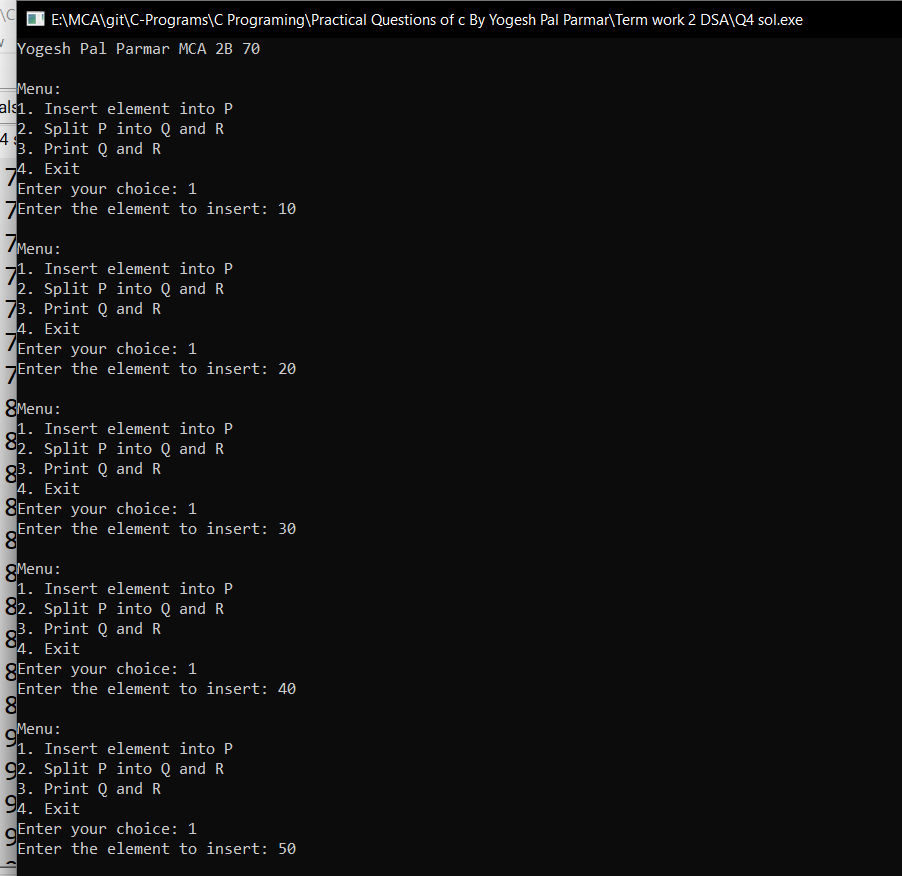 E:\MCA\git\C-Programs\C Programing\Practical Questions of c By Yogesh Pal Parmar\Term work 2 DSA\Q4 sol.exe
Yogesh Pal Parmar MCA 2B 70
Menu:
1. Insert element into P
2. Split P into Q and R
3. Print Q and R
4. Exit
Enter your choice: 1
Enter the element to insert: 10
Menu:
1. Insert element into P
2. Split P into Q and R
3. Print Q and R
4. Exit
Enter your choice: 1
Enter the element to insert: 20
Menu:
1. Insert element into P
2. Split P into Q and R
3. Print Q and R
4. Exit
Enter your choice: 1
Enter the element to insert: 30
Menu:
1. Insert element into P
2. Split P into Q and R
3. Print Q and R
4. Exit
Enter your choice: 1
Enter the element to insert: 40
Menu:
1. Insert element into P
2. Split P into Q and R
3. Print Q and R
4. Exit
Enter your choice: 1
Enter the element to insert: 50